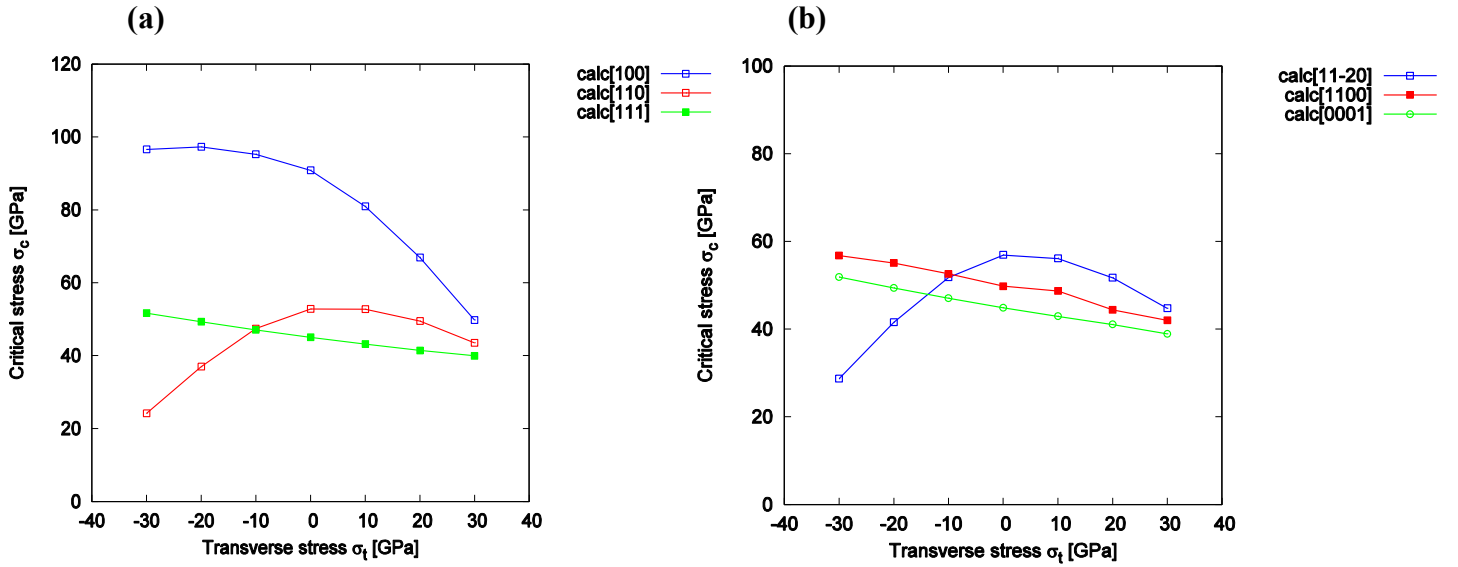 (a)
120
100
80
60
40
20
0
-40 -30 -20 -10 0 10 20 30 40
Critical stress σc [GPa]
Transverse stress σt [GPa]
calc[100]
calc[110]
calc[111]
(b)
100
80
60
40
20
0
-40 -30 -20 -10 0 10 20 30 40
Critical stress σc [GPa]
Transverse stress σt [GPa]
calc[11-20]
calc[1100]
calc[0001]